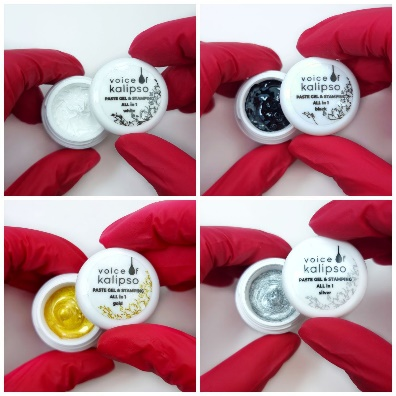 voice of
kalipso
PASTE GEL & STAMPING
ALL in 1
white
voice of
kalipso
PASTE GEL & STAMPING
ALL in 1
black
voice of
kalipso
PASTE GEL & STAMPING
ALL in 1
gold
voice of
kalipso
PASTE GEL & STAMPING
ALL in 1
silver